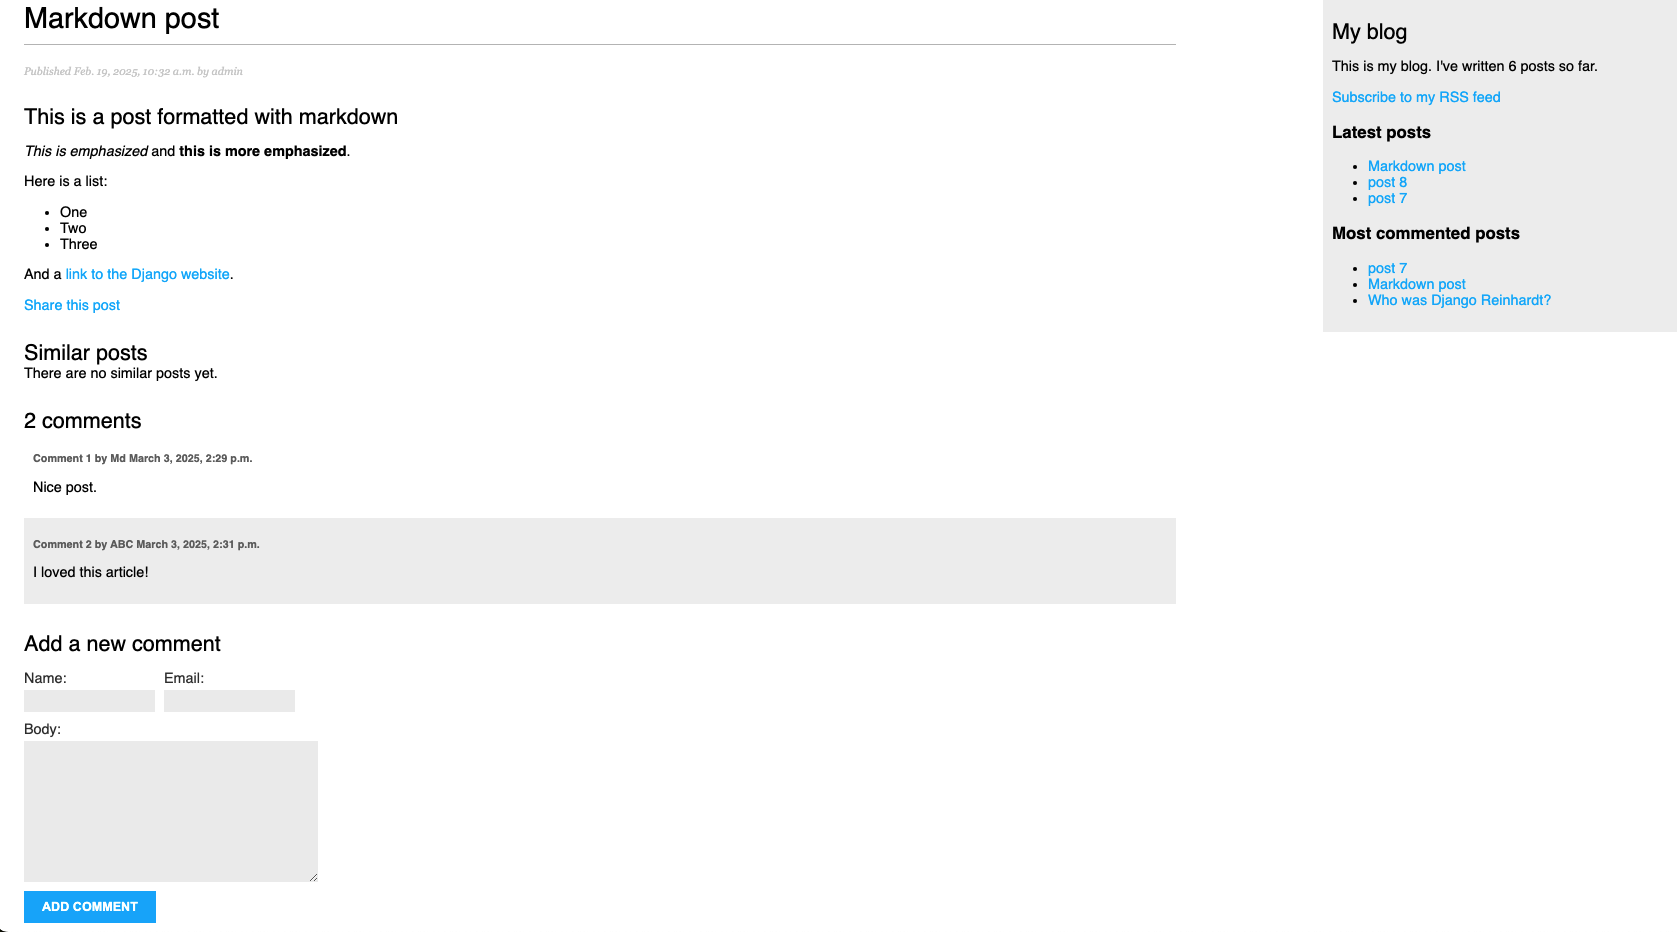 Markdown post
Published Feb. 19, 2025, 10:32 a.m. by admin
This is a post formatted with markdown
This is emphasized and this is more emphasized.
Here is a list:
One
Two
Three
And a link to the Django website.
Share this post
Similar posts
There are no similar posts yet.
2 comments
Comment 1 by Md March 3, 2025, 2:29 p.m.
Nice post.
Comment 2 by ABC March 3, 2025, 2:31 p.m.
I loved this article!
Add a new comment
Name: Email:
Body:
ADD COMMENT
My blog
This is my blog. I've written 6 posts so far.
Subscribe to my RSS feed
Latest posts
Markdown post
post 8
post 7
Most commented posts
post 7
Markdown post
Who was Django Reinhardt?